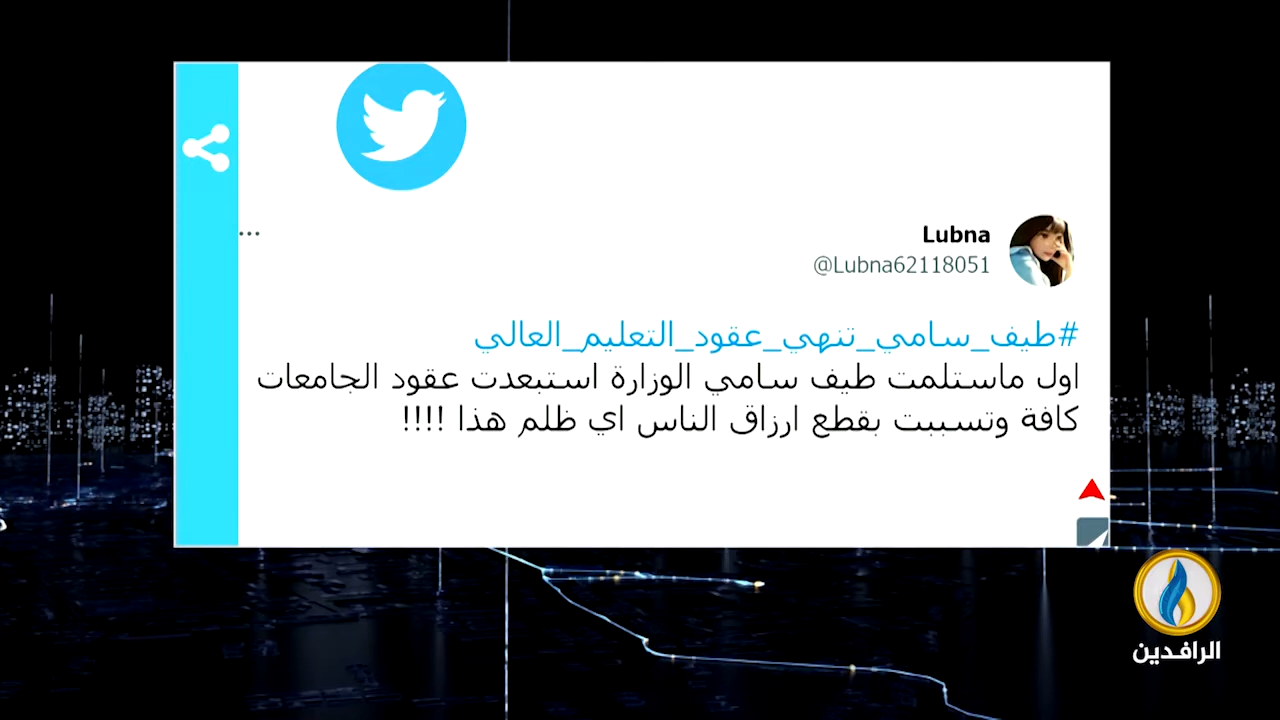 Lubna
@Lubna62118051
...
#طيف_سامي_تنهي_عقود_التعليم_العالي
اول ماستلمت طيف سامي الوزارة استبعدت عقود الجامعات
كافة وتسببت بقطع ارزاق الناس اي ظلم هذا !!!!
الرافدين